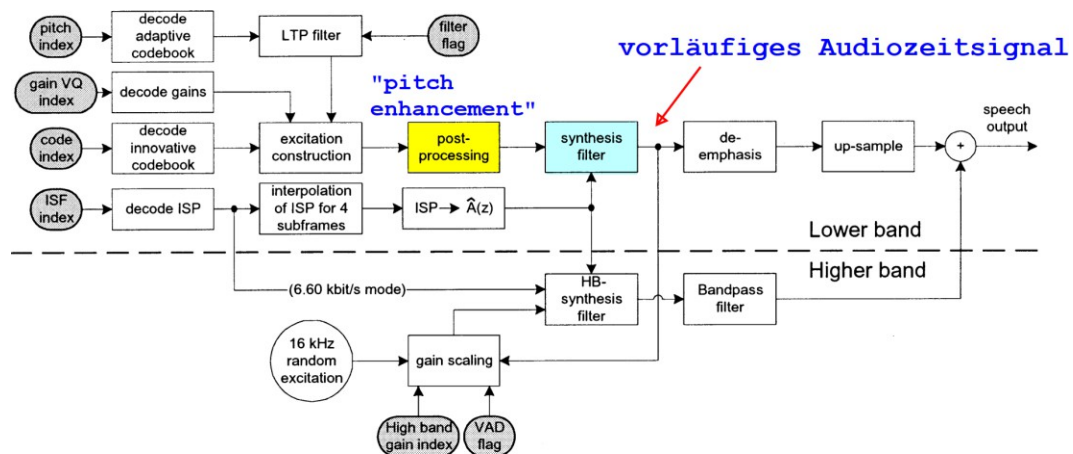 pitch
index
decode
adaptive
codebook
LTP filter
filter
flag
vorläufiges Audiozeitsignal
gain VQ
index
decode gains
"pitch
enhancement"
code
index
decode
innovative
codebook
excitation
construction
post-
processing
synthesis
filter
de-
emphasis
up-sample
+
speech
output
ISF
index
decode ISP
interpolation
of ISP for 4
subframes
ISP → Â(z)
Lower band
Higher band
(6.60 kbit/s mode)
HB-
synthesis
filter
Bandpass
filter
16 kHz
random
excitation
gain scaling
High band
gain index
VAD
flag